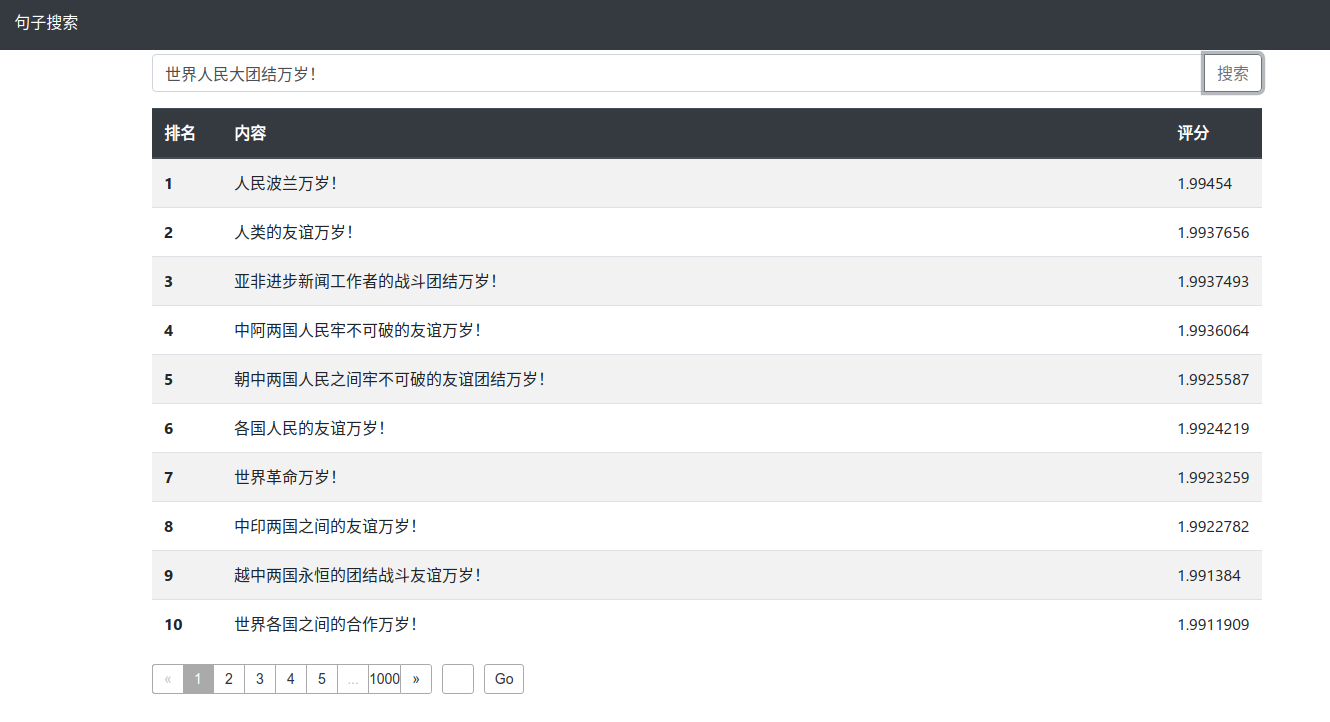 句子搜索
世界人民大团结万岁！ 搜索
排名 内容 评分
1 人民波兰万岁！ 1.99454
2 人类的友谊万岁！ 1.9937656
3 亚非进步新闻工作者的战斗团结万岁！ 1.9937493
4 中阿两国人民牢不可破的友谊万岁！ 1.9936064
5 朝中两国人民之间牢不可破的友谊团结万岁！ 1.9925587
6 各国人民的友谊万岁！ 1.9924219
7 世界革命万岁！ 1.9923259
8 中印两国之间的友谊万岁！ 1.9922782
9 越中两国永恒的团结战斗友谊万岁！ 1.991384
10 世界各国之间的合作万岁！ 1.9911909
« 1 2 3 4 5 ... 1000 » Go